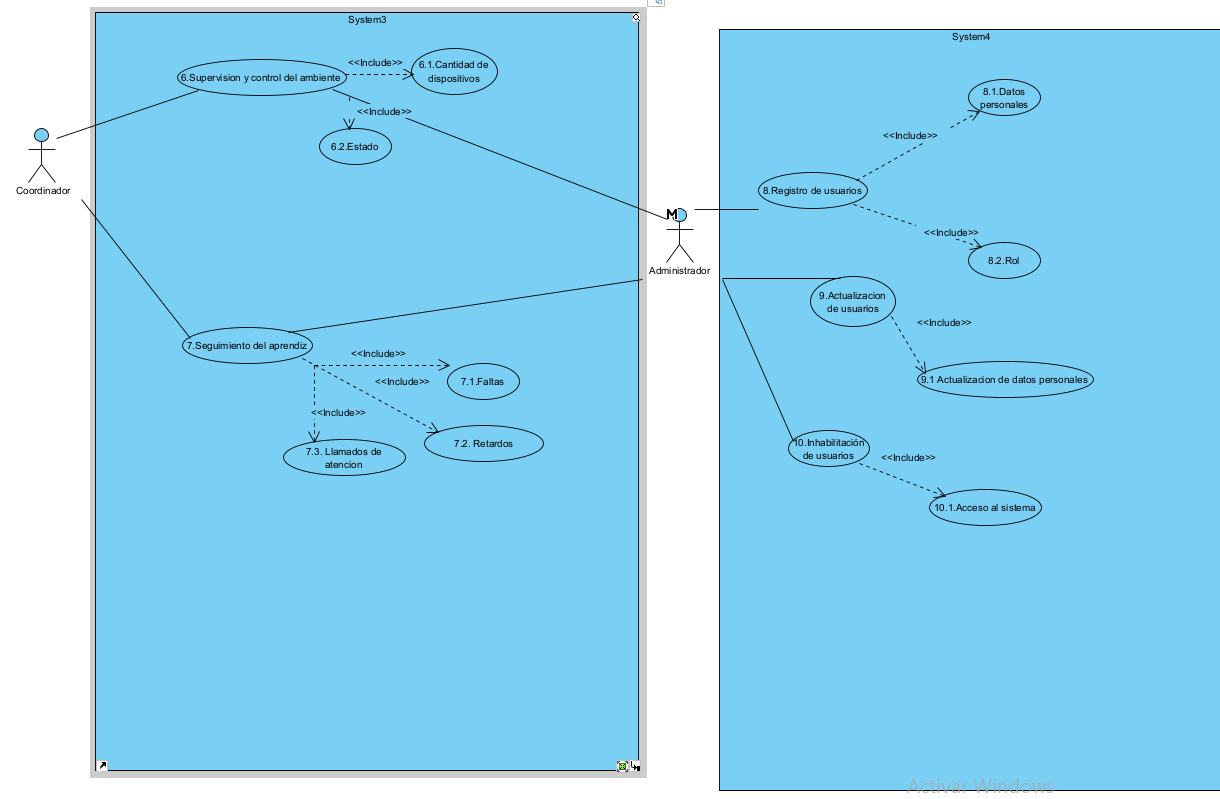 System3
6.Supervision y control del ambiente
<<Include>>
6.1.Cantidad de
dispositivos
<<Include>>
6.2.Estado
Coordinador
7.Seguimiento del aprendiz
<<Include>>
7.1.Faltas
<<Include>>
7.2. Retardos
<<Include>>
7.3. Llamados de
atencion
M
Administrador
System4
8.Registro de usuarios
<<Include>>
8.1.Datos
personales
<<Include>>
8.2.Rol
9.Actualizacion
de usuarios
<<Include>>
9.1 Actualizacion de datos personales
10.Inhabilitación
de usuarios
<<Include>>
10.1.Acceso al sistema
Activar Windows